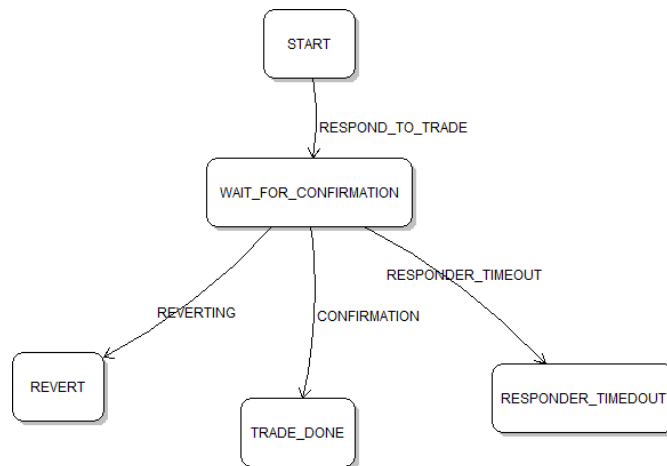 START
RESPOND_TO_TRADE
WAIT_FOR_CONFIRMATION
RESPONDER_TIMEOUT
REVERTING
CONFIRMATION
REVERT
RESPONDER_TIMEDOUT
TRADE_DONE